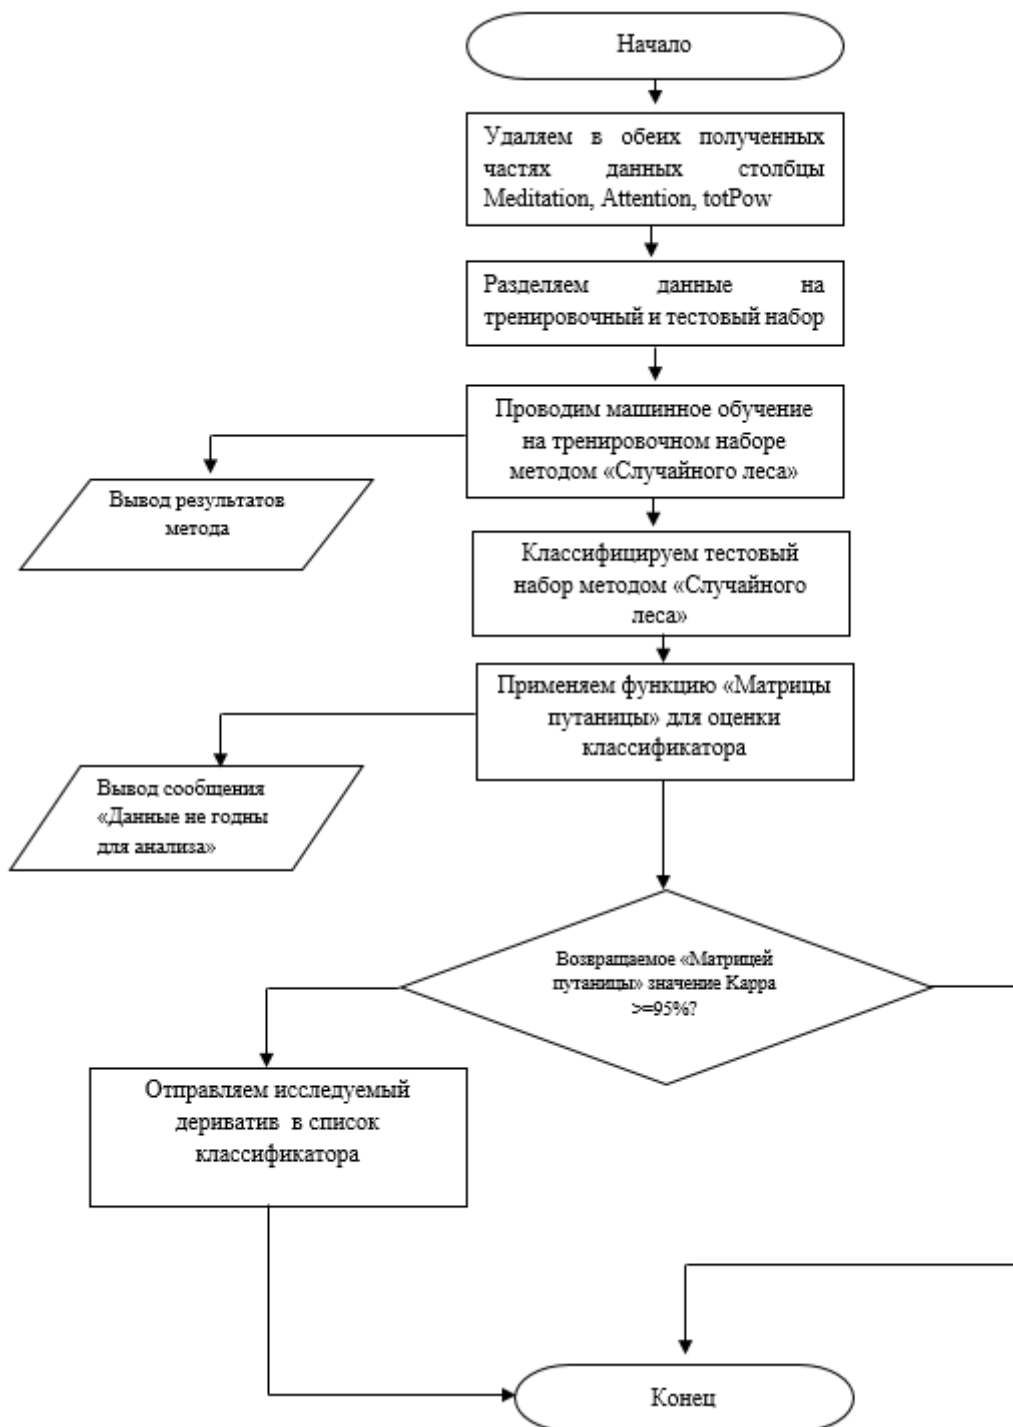 Начало
Удаляем в обеих полученных
частях данных столбцы
Meditation, Attention, totPow
Разделяем данные на
тренировочный и тестовый набор
Проводим машинное обучение
на тренировочном наборе
методом «Случайного леса»
Вывод результатов
метода
Классифицируем тестовый
набор методом «Случайного
леса»
Применяем функцию «Матрицы
путаницы» для оценки
классификатора
Вывод сообщения
«Данные не годны
для анализа»
Возвращаемое «Матрицей
путаницы» значение Kappa
>=95%?
Отправляем исследуемый
дериватив в список
классификатора
Конец